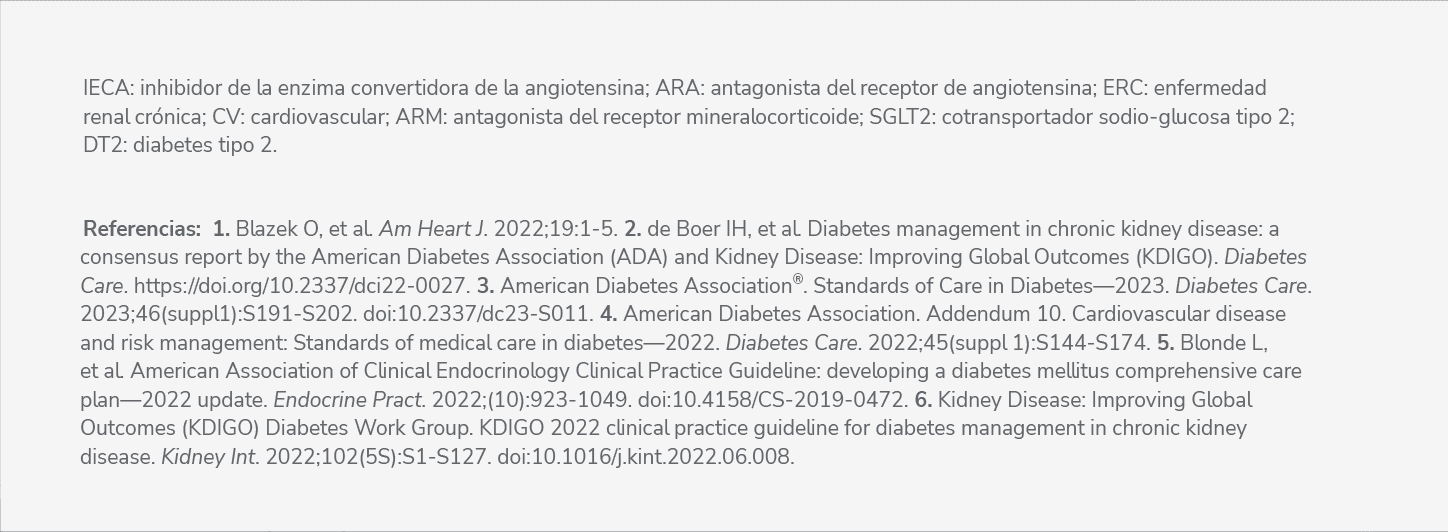 IECA: inhibidor de la enzima convertidora de la angiotensina; ARA: antagonista del receptor de angiotensina; ERC: enfermedad
renal crónica; CV: cardiovascular; ARM: antagonista del receptor mineralocorticoide; SGLT2: cotransportador sodio-glucosa tipo 2;
DT2: diabetes tipo 2.
Referencias: 1. Blazek O, et al. Am Heart J. 2022;19:1-5. 2. de Boer IH, et al. Diabetes management in chronic kidney disease: a
consensus report by the American Diabetes Association (ADA) and Kidney Disease: Improving Global Outcomes (KDIGO). Diabetes
Care. https://doi.org/10.2337/dci22-0027. 3. American Diabetes Association®. Standards of Care in Diabetes—2023. Diabetes Care.
2023;46(suppl1):S191-S202. doi:10.2337/dc23-S011. 4. American Diabetes Association. Addendum 10. Cardiovascular disease
and risk management: Standards of medical care in diabetes—2022. Diabetes Care. 2022;45(suppl 1):S144-S174. 5. Blonde L,
et al. American Association of Clinical Endocrinology Clinical Practice Guideline: developing a diabetes mellitus comprehensive care
plan—2022 update. Endocrine Pract. 2022;(10):923-1049. doi:10.4158/CS-2019-0472. 6. Kidney Disease: Improving Global
Outcomes (KDIGO) Diabetes Work Group. KDIGO 2022 clinical practice guideline for diabetes management in chronic kidney
disease. Kidney Int. 2022;102(5S):S1-S127. doi:10.1016/j.kint.2022.06.008.